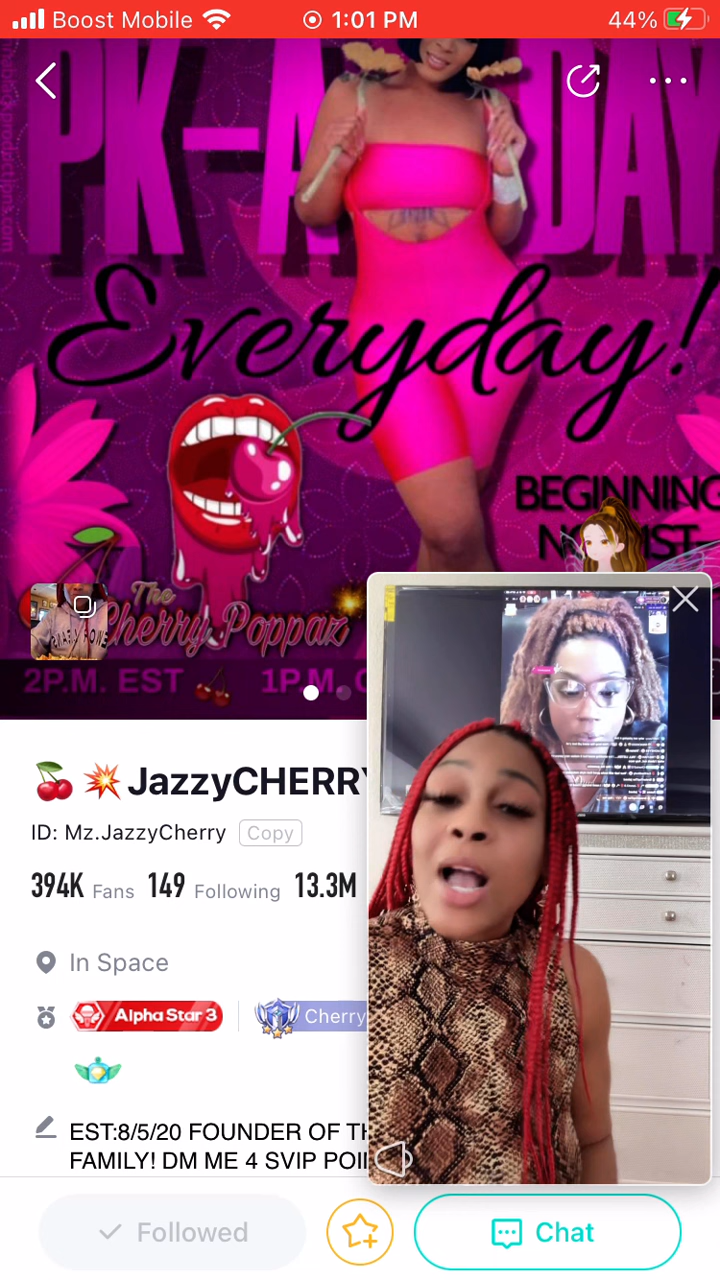 Boost Mobile 1:01 PM 44%
PK-A DAY
Everyday!
BEGINNING
The
Cherry Poppaz
2P.M. EST 1P.M.
JazzyCHERRY
ID: Mz.JazzyCherry Copy
394K Fans 149 Following 13.3M
In Space
Alpha Star 3 Cherry
EST:8/5/20 FOUNDER OF TH
FAMILY! DM ME 4 SVIP POI
Followed Chat